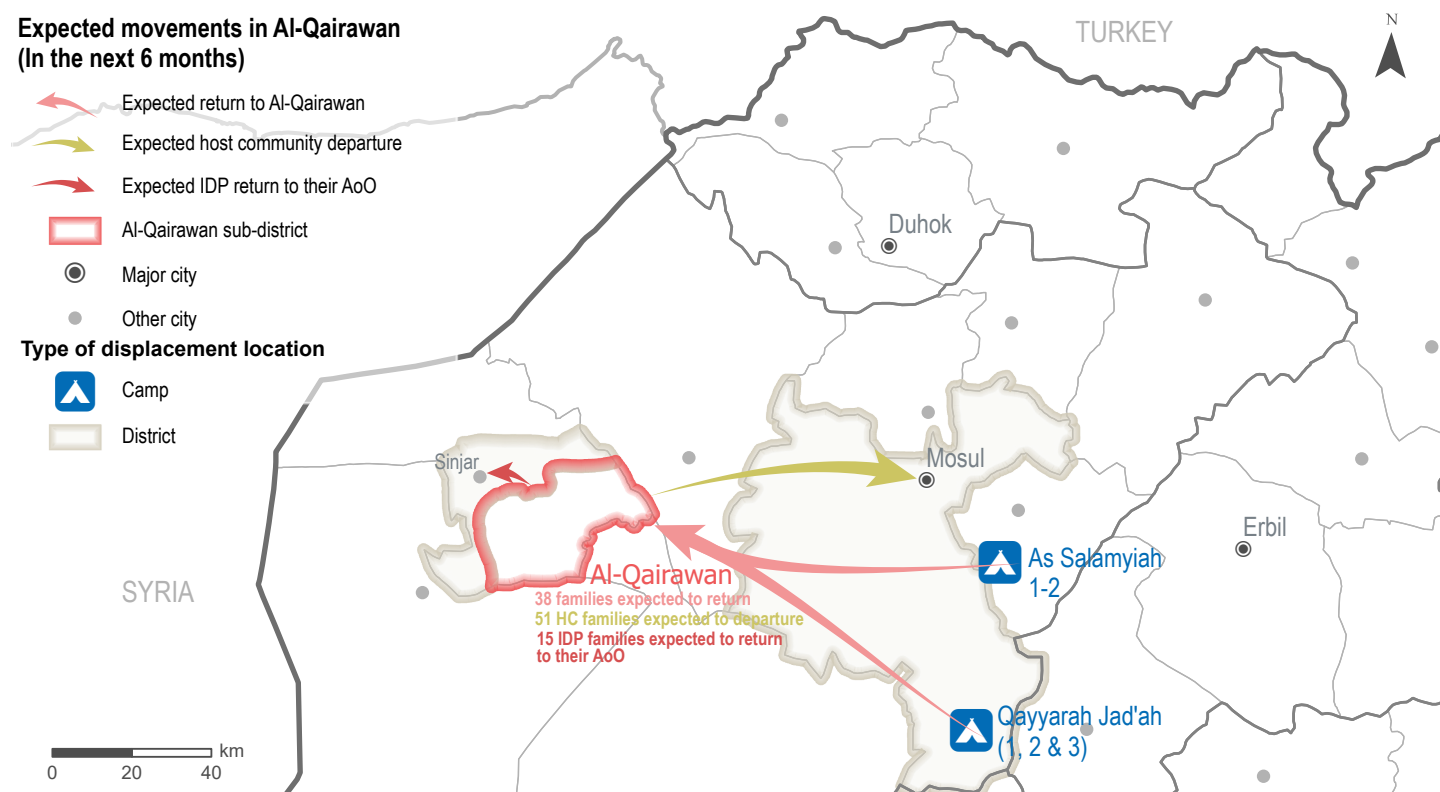 Expected movements in Al-Qairawan
(In the next 6 months)
Expected return to Al-Qairawan
Expected host community departure
Expected IDP return to their AoO
Al-Qairawan sub-district
Major city
Other city
Type of displacement location
Camp
District
TURKEY
N
Duhok
Sinjar
Mosul
Erbil
SYRIA
As Salamyiah
1-2
Al-Qairawan
38 families expected to return
51 HC families expected to departure
15 IDP families expected to return
to their AoO
Qayyarah Jad'ah
(1, 2 & 3)
km
0 20 40